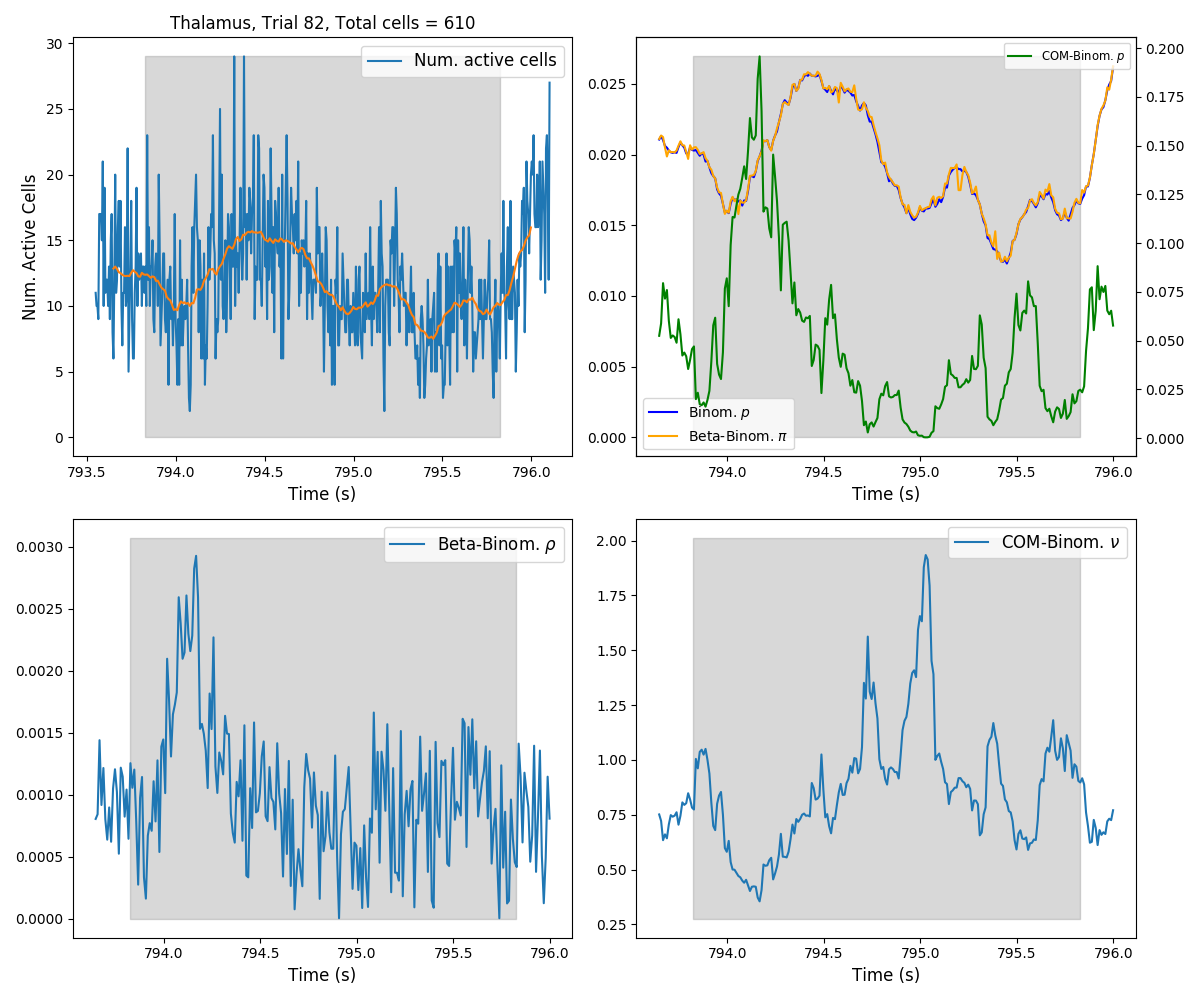 Thalamus, Trial 82, Total cells = 610
Num. active cells
Num. Active Cells
30
25
20
15
10
5
0
793.5 794.0 794.5 795.0 795.5 796.0
Time (s)
COM-Binom. p
Binom. p
Beta-Binom. π
0.025
0.020
0.015
0.010
0.005
0.000
0.200
0.175
0.150
0.125
0.100
0.075
0.050
0.025
0.000
794.0 794.5 795.0 795.5 796.0
Time (s)
Beta-Binom. ρ
0.0030
0.0025
0.0020
0.0015
0.0010
0.0005
0.0000
794.0 794.5 795.0 795.5 796.0
Time (s)
COM-Binom. ν
2.00
1.75
1.50
1.25
1.00
0.75
0.50
0.25
794.0 794.5 795.0 795.5 796.0
Time (s)